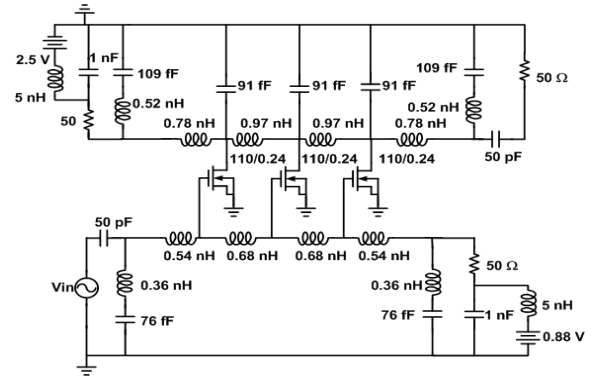 2.5 V
1 nF
109 fF
91 fF
91 fF
91 fF
109 fF
50 Ω
5 nH
50
0.52 nH
0.52 nH
0.78 nH
0.97 nH
0.97 nH
0.78 nH
50 pF
110/0.24
110/0.24
110/0.24
50 pF
0.54 nH
0.68 nH
0.68 nH
0.54 nH
50 Ω
Vin
0.36 nH
0.36 nH
5 nH
76 fF
76 fF
1 nF
0.88 V